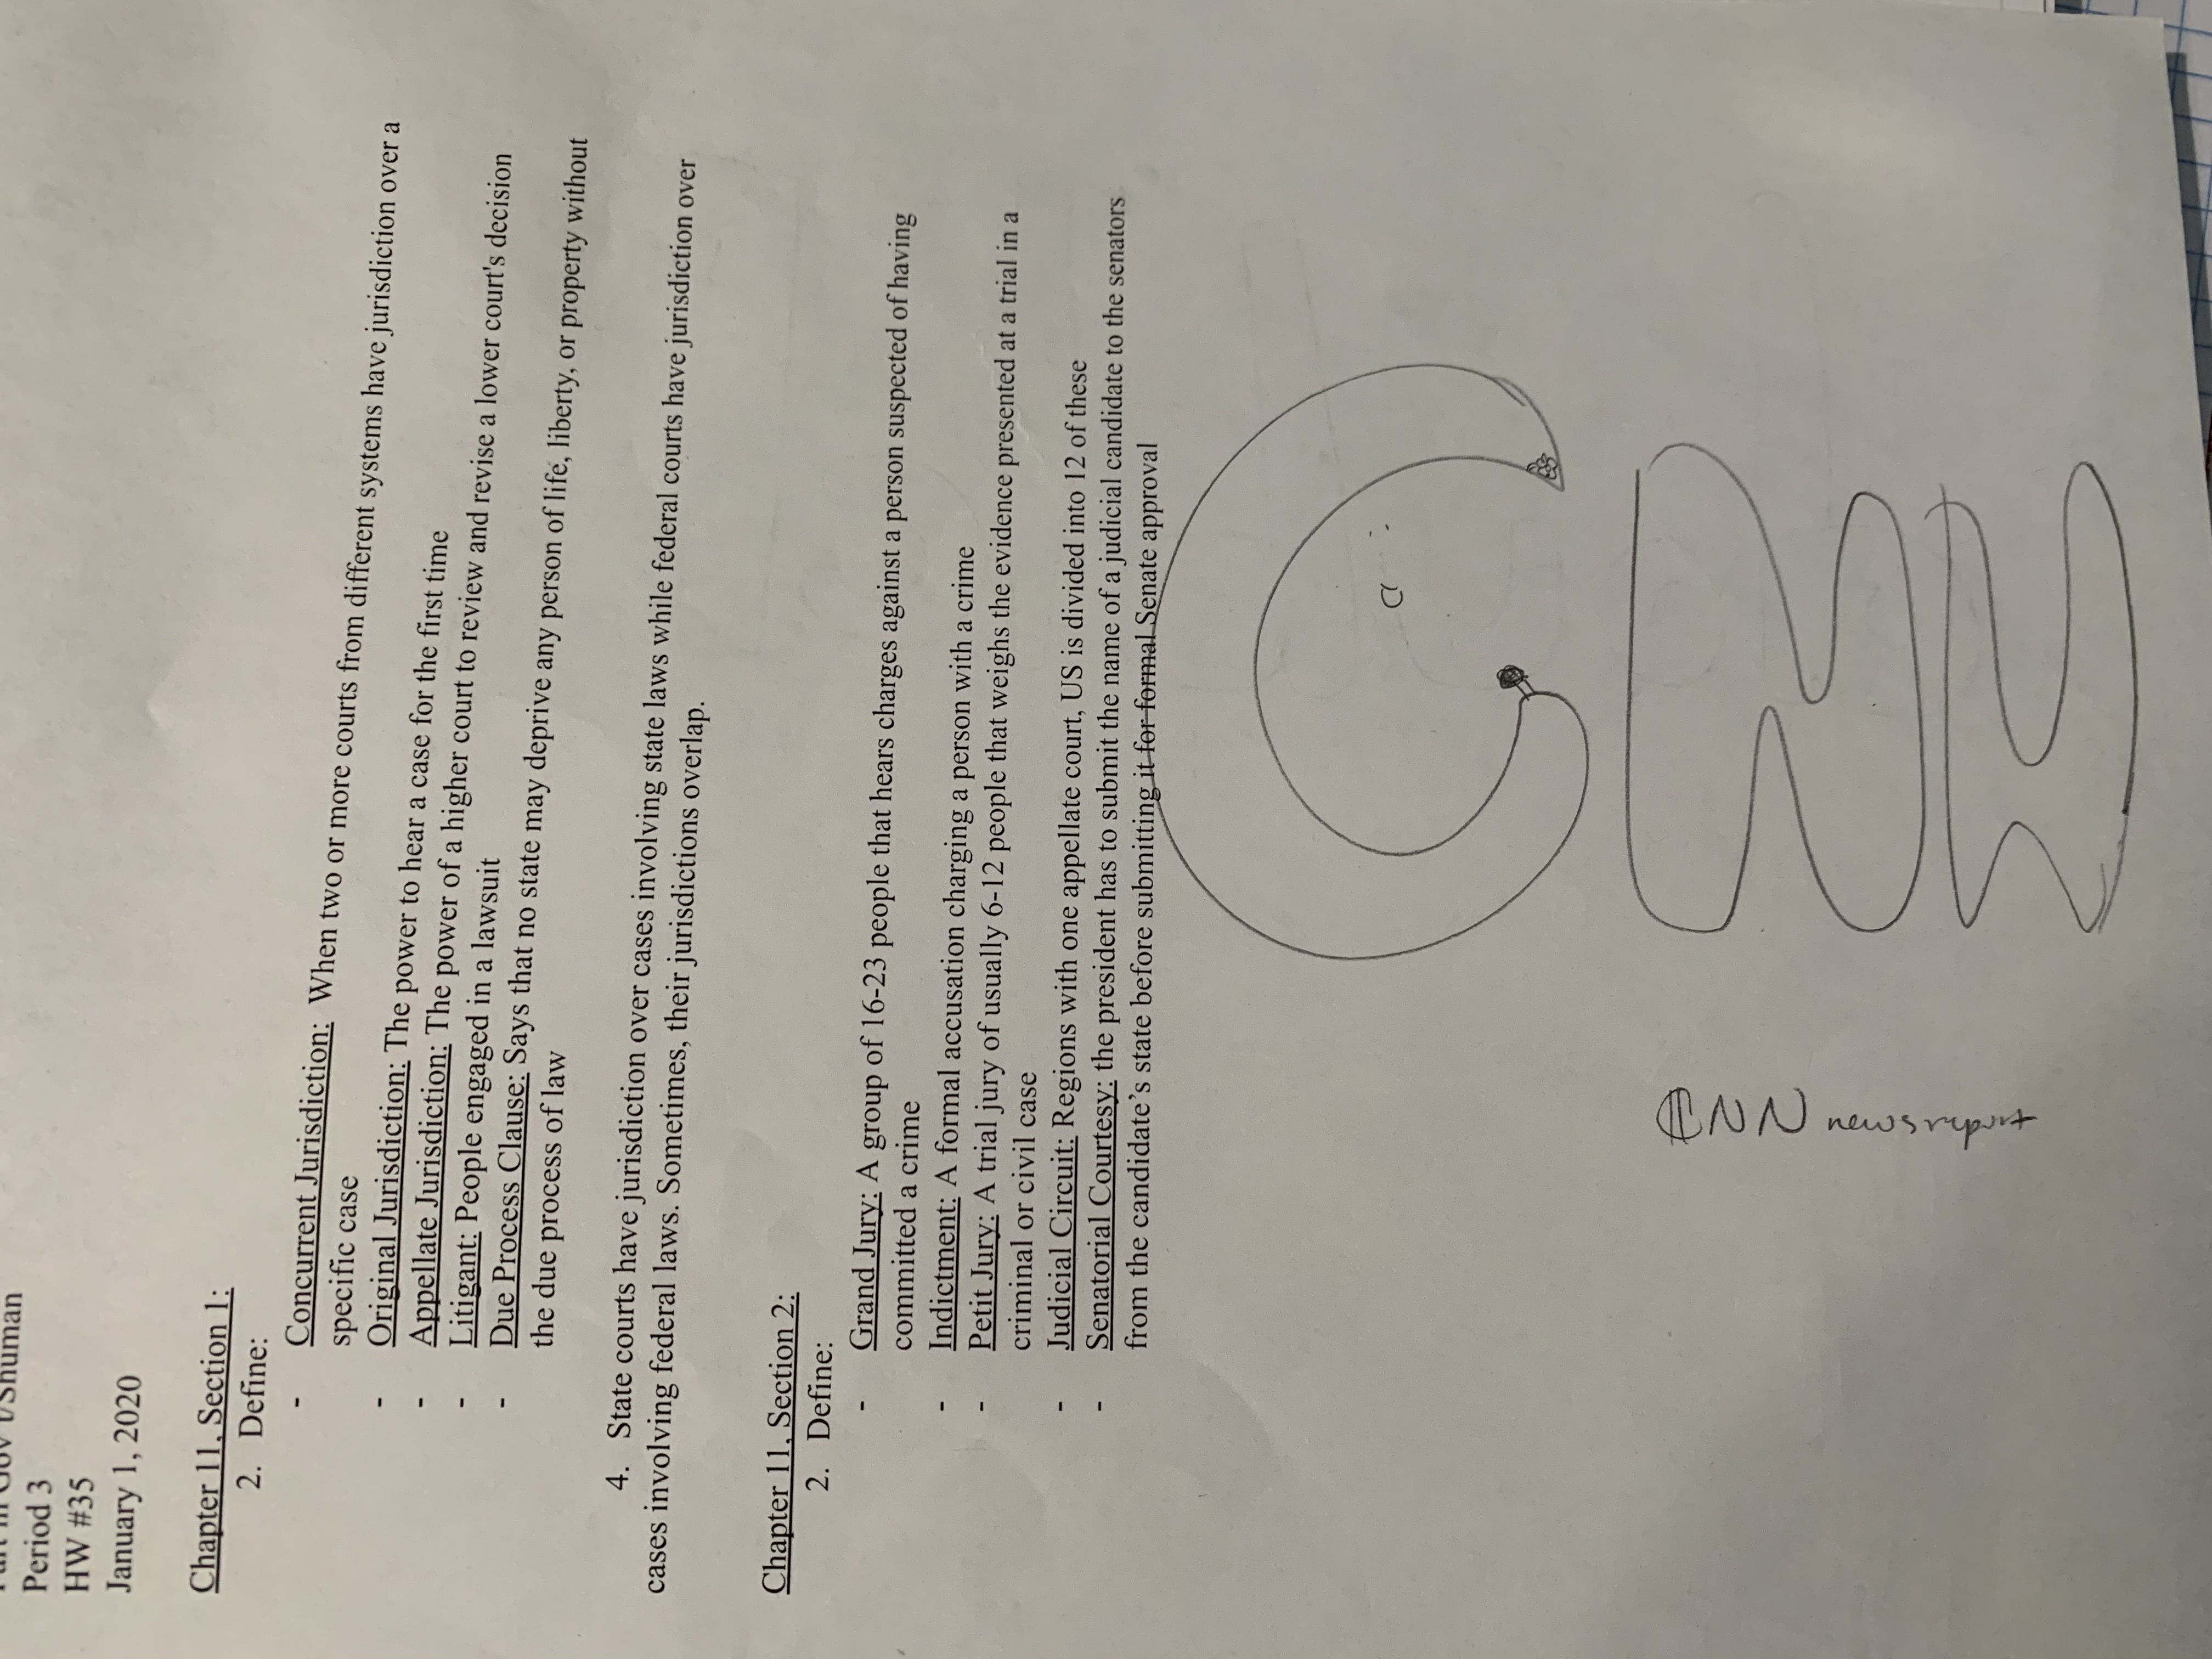 Part in Gov't/Shuman
Period 3
HW #35
January 1, 2020
Chapter 11, Section 1:
2. Define:
- Concurrent Jurisdiction: When two or more courts from different systems have jurisdiction over a
specific case
- Original Jurisdiction: The power to hear a case for the first time
- Appellate Jurisdiction: The power of a higher court to review and revise a lower court's decision
- Litigant: People engaged in a lawsuit
- Due Process Clause: Says that no state may deprive any person of life, liberty, or property without
the due process of law
4. State courts have jurisdiction over cases involving state laws while federal courts have jurisdiction over
cases involving federal laws. Sometimes, their jurisdictions overlap.
Chapter 11, Section 2:
2. Define:
- Grand Jury: A group of 16-23 people that hears charges against a person suspected of having
committed a crime
- Indictment: A formal accusation charging a person with a crime
- Petit Jury: A trial jury of usually 6-12 people that weighs the evidence presented at a trial in a
criminal or civil case
- Judicial Circuit: Regions with one appellate court, US is divided into 12 of these
- Senatorial Courtesy: the president has to submit the name of a judicial candidate to the senators
from the candidate's state before submitting it for formal Senate approval
CNN
CNN news report